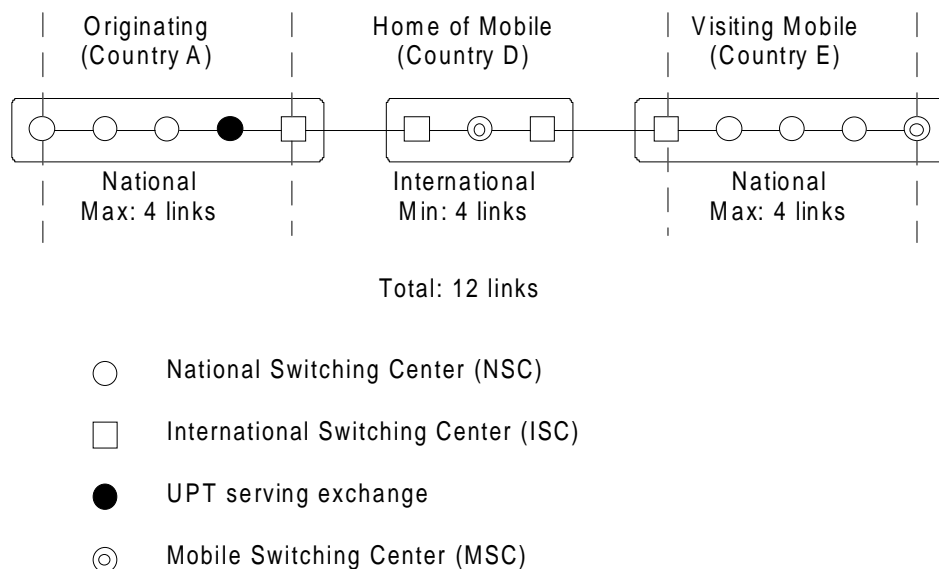 Originating
(Country A)
Home of Mobile
(Country D)
Visiting Mobile
(Country E)
National
Max: 4 links
International
Min: 4 links
National
Max: 4 links
Total: 12 links
National Switching Center (NSC)
International Switching Center (ISC)
UPT serving exchange
Mobile Switching Center (MSC)